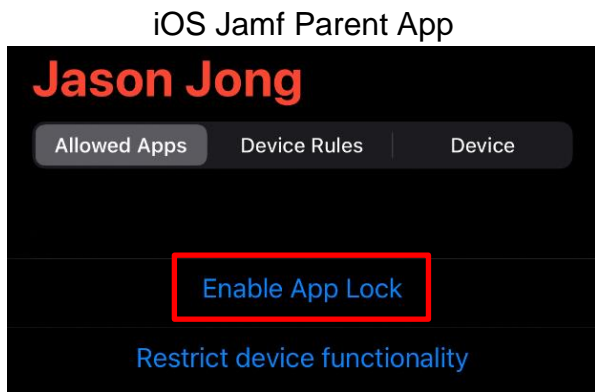 iOS Jamf Parent App
Jason Jong
Allowed Apps Device Rules Device
Enable App Lock
Restrict device functionality